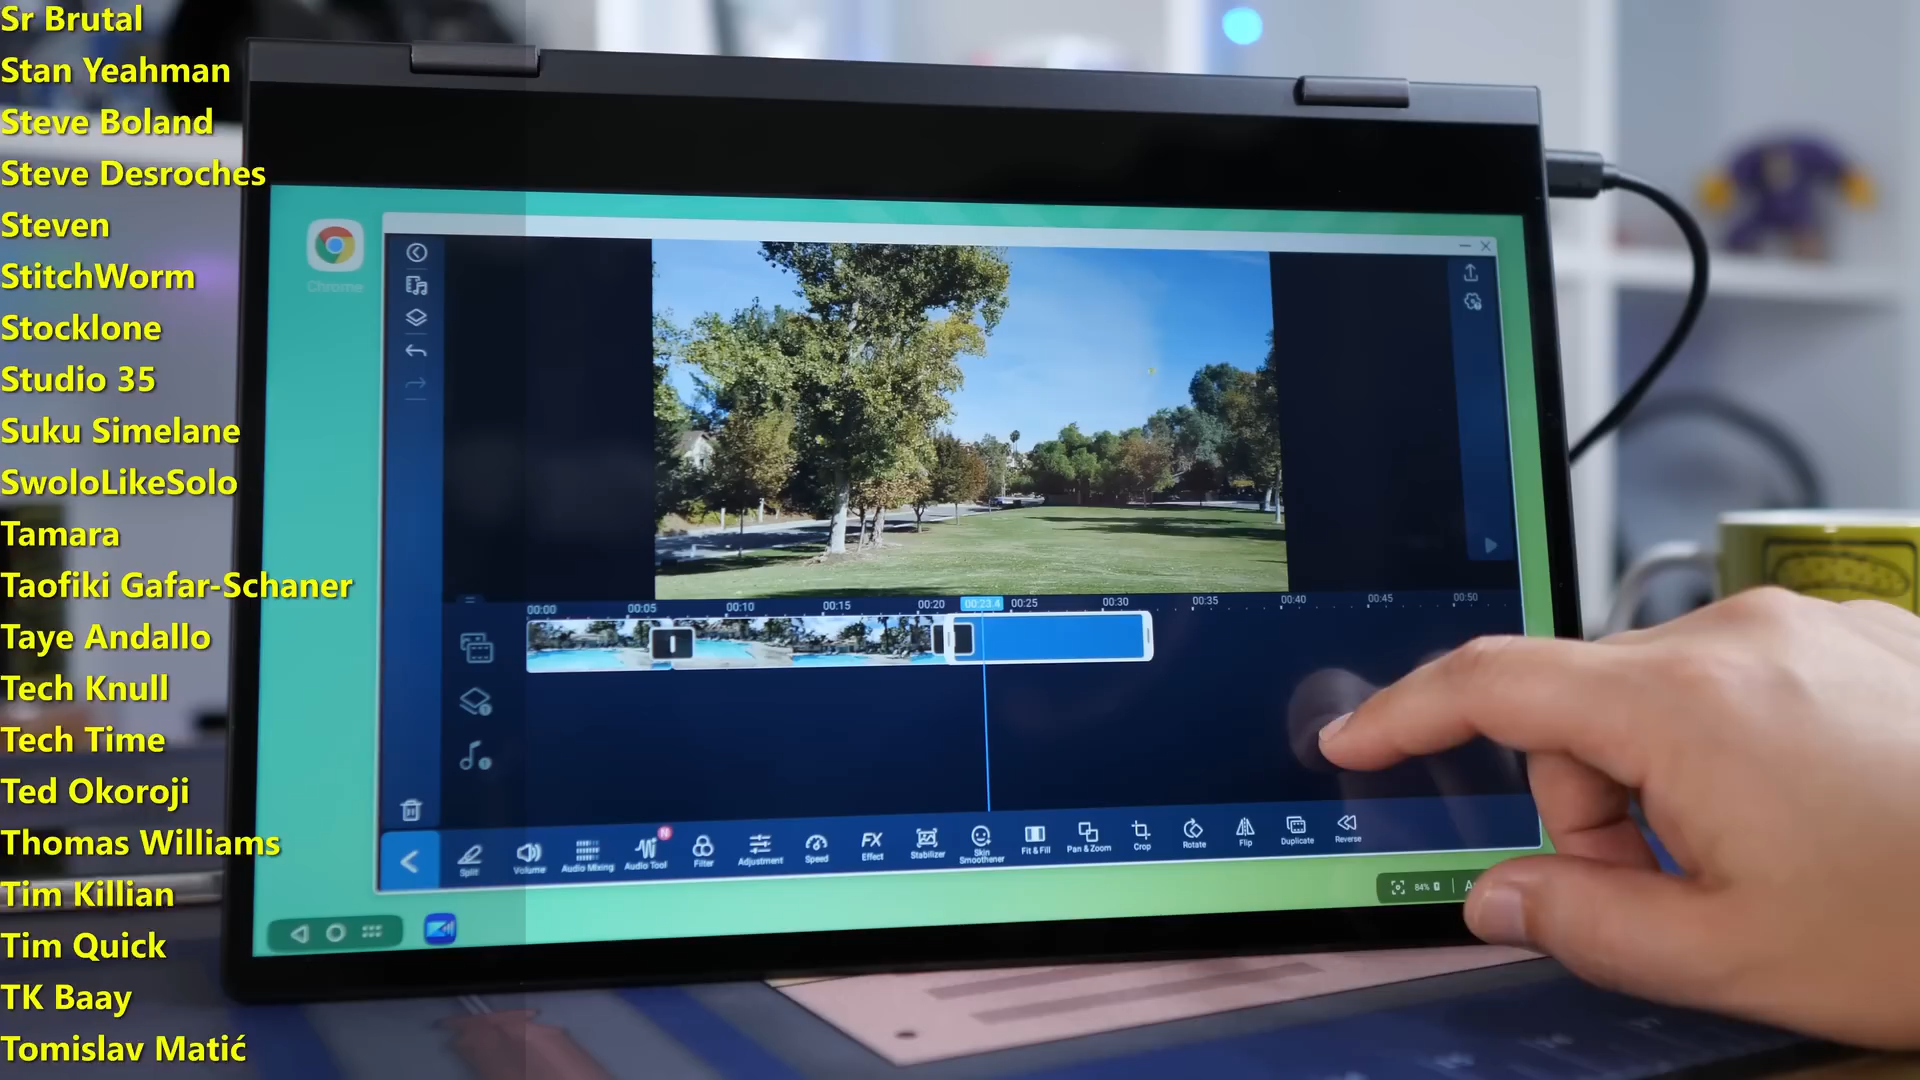 Sr Brutal
Stan Yeahman
Steve Boland
Steve Desroches
Steven
StitchWorm
Stocklone
Studio 35
Suku Simelane
SwoloLikeSolo
Tamara
Taofiki Gafar-Schaner
Taye Andallo
Tech Knull
Tech Time
Ted Okoroji
Thomas Williams
Tim Killian
Tim Quick
TK Baay
Tomislav Matić
Chrome
00:00 00:05 00:10 00:15 00:20 00:23.4 00:25 00:30 00:35 00:40 00:45 00:50
N
FX
Split Volume Audio Mixing Audio Tool Filter Adjustment Speed Effect Stabilizer Skin Smoothener Fit & Fill Pan & Zoom Crop Rotate Flip Duplicate Reverse
84%